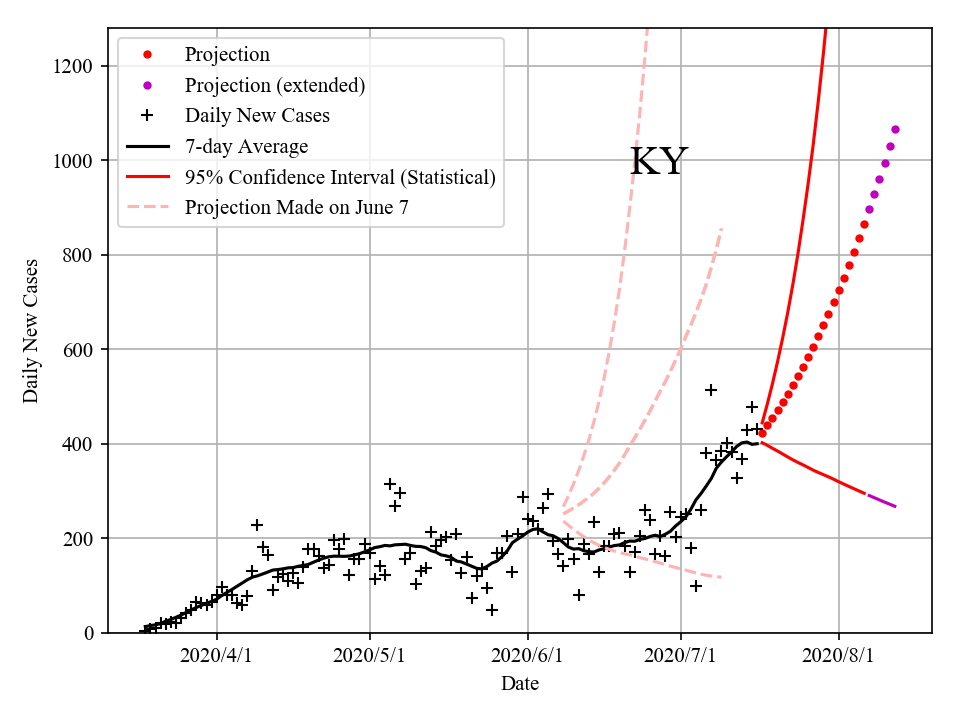 1200
1000
800
600
400
200
0
Daily New Cases
Projection
Projection (extended)
Daily New Cases
7-day Average
95% Confidence Interval (Statistical)
Projection Made on June 7
KY
2020/4/1
2020/5/1
2020/6/1
2020/7/1
2020/8/1
Date